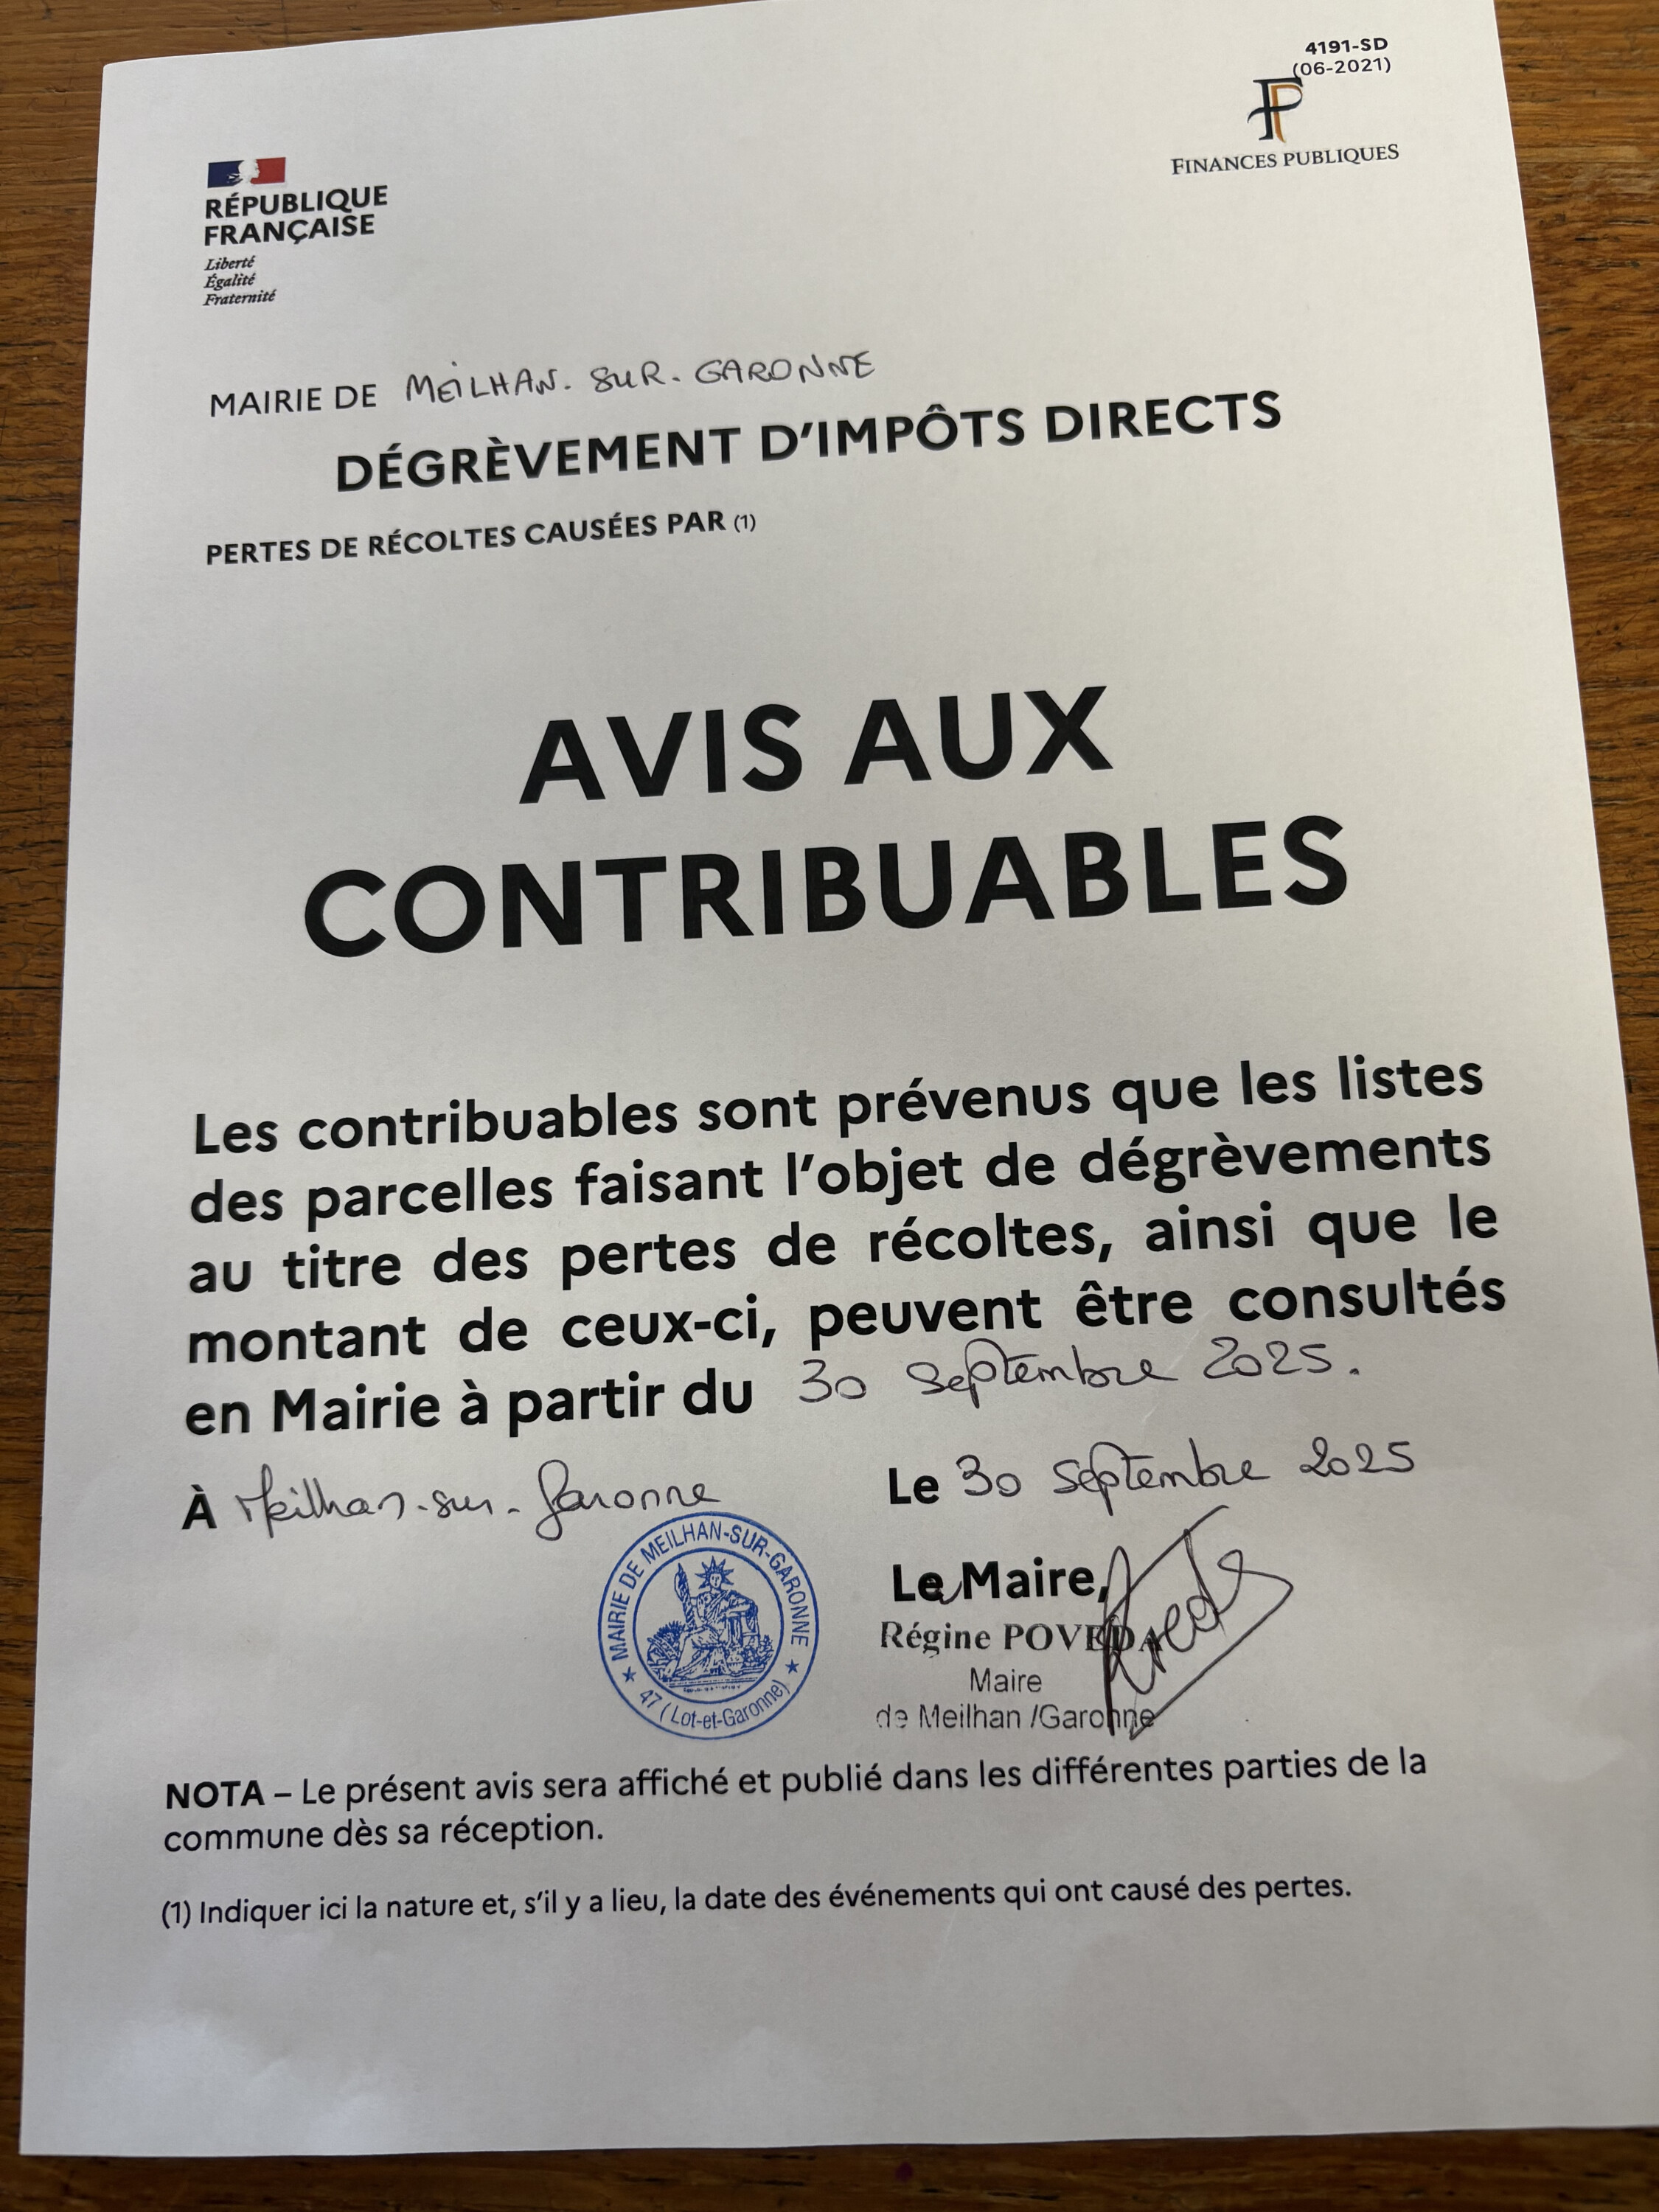 4191-SD
(06-2021)
FINANCES PUBLIQUES
RÉPUBLIQUE
FRANÇAISE
Liberté
Égalité
Fraternité
MAIRIE DE MEILHAN.SUR.GARONNE
DÉGRÈVEMENT D'IMPÔTS DIRECTS
PERTES DE RÉCOLTES CAUSÉES PAR (1)
AVIS AUX
CONTRIBUABLES
Les contribuables sont prévenus que les listes
des parcelles faisant l'objet de dégrèvements
au titre des pertes de récoltes, ainsi que le
montant de ceux-ci, peuvent être consultés
en Mairie à partir du 30 septembre 2025.
À Meilhan-sur-Garonne
Le 30 septembre 2025
MAIRIE DE MEILHAN-SUR-GARONNE
★ 47 (Lot-et-Garonne) ★
Le Maire,
Régine POVEDA
Maire
de Meilhan /Garonne
NOTA – Le présent avis sera affiché et publié dans les différentes parties de la
commune dès sa réception.
(1) Indiquer ici la nature et, s'il y a lieu, la date des événements qui ont causé des pertes.